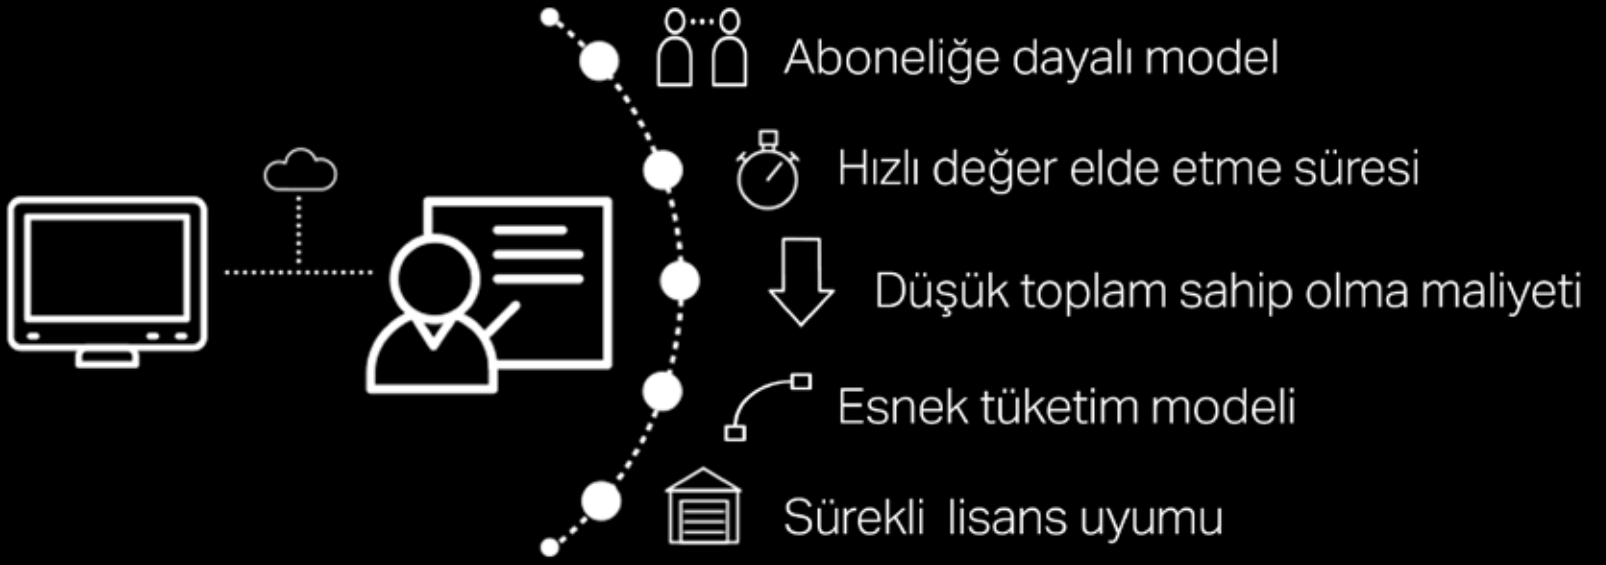 Aboneliğe dayalı model
Hızlı değer elde etme süresi
Düşük toplam sahip olma maliyeti
Esnek tüketim modeli
Sürekli lisans uyumu